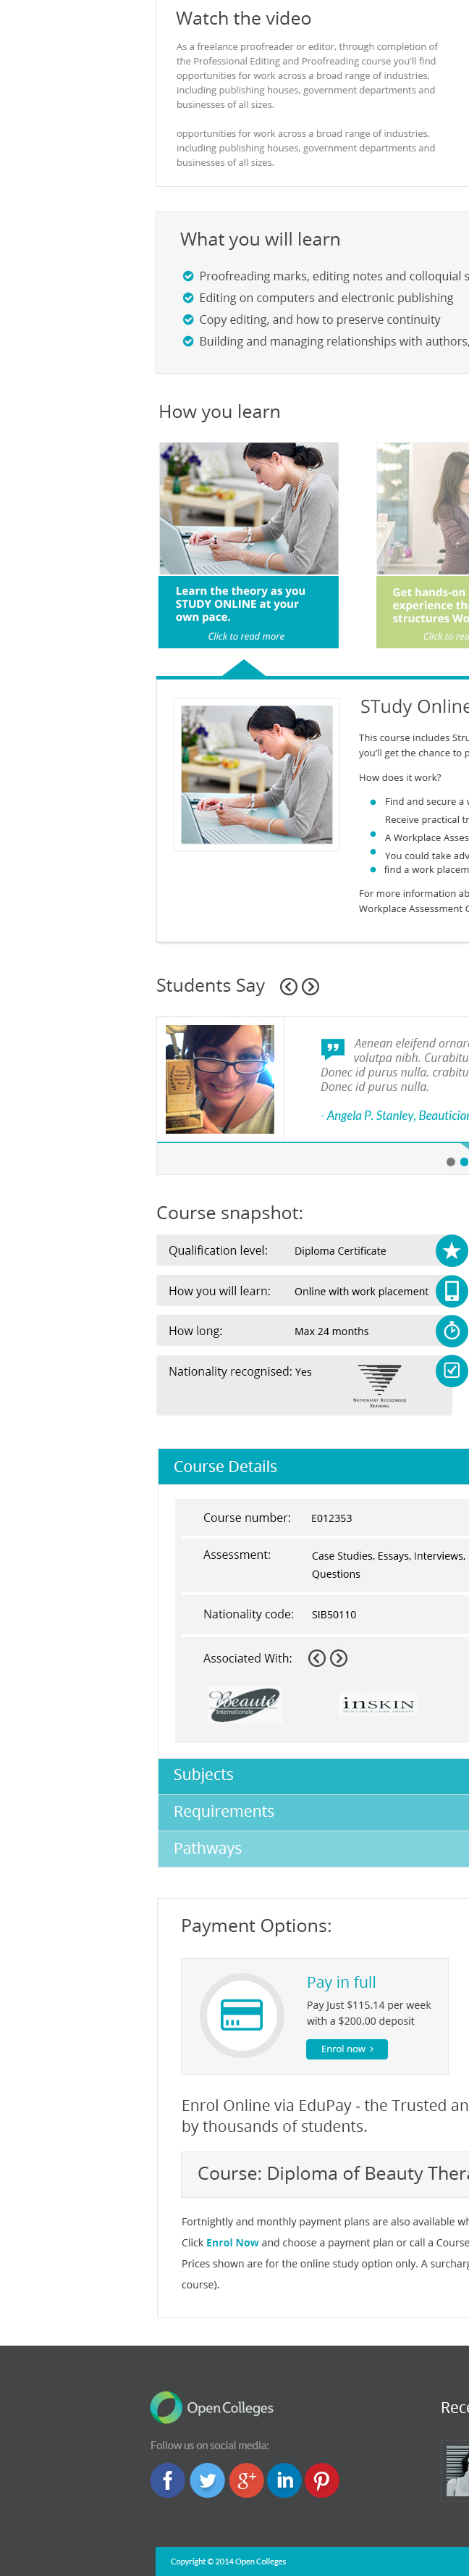 Watch the video
As a freelance proofreader or editor, through completion of
the Professional Editing and Proofreading course you'll find
opportunities for work across a broad range of industries,
including publishing houses, government departments and
businesses of all sizes.
opportunities for work across a broad range of industries,
including publishing houses, government departments and
businesses of all sizes.
What you will learn
Proofreading marks, editing notes and colloquial s
Editing on computers and electronic publishing
Copy editing, and how to preserve continuity
Building and managing relationships with authors,
How you learn
Learn the theory as you
STUDY ONLINE at your
own pace.
Click to read more
Get hands-on
experience th
structures Wo
Click to rea
STudy Online
This course includes Stru
you'll get the chance to p
How does it work?
Find and secure a w
Receive practical tr
A Workplace Asses
You could take adv
find a work placem
For more information ab
Workplace Assessment C
Students Say
Aenean eleifend ornare
volutpa nibh. Curabitu
Donec id purus nulla. crabitu
Donec id purus nulla.
- Angela P. Stanley, Beautician
Course snapshot:
Qualification level: Diploma Certificate
How you will learn: Online with work placement
How long: Max 24 months
Nationality recognised: Yes
Nationally Recognised
Training
Course Details
Course number: E012353
Assessment: Case Studies, Essays, Interviews,
Questions
Nationality code: SIB50110
Associated With:
Beauté
Internationale
inSKIN
Subjects
Requirements
Pathways
Payment Options:
Pay in full
Pay Just $115.14 per week
with a $200.00 deposit
Enrol now >
Enrol Online via EduPay - the Trusted an
by thousands of students.
Course: Diploma of Beauty Thera
Fortnightly and monthly payment plans are also available wh
Click Enrol Now and choose a payment plan or call a Course
Prices shown are for the online study option only. A surcharg
course).
Open Colleges
Rece
Follow us on social media:
Copyright © 2014 Open Colleges